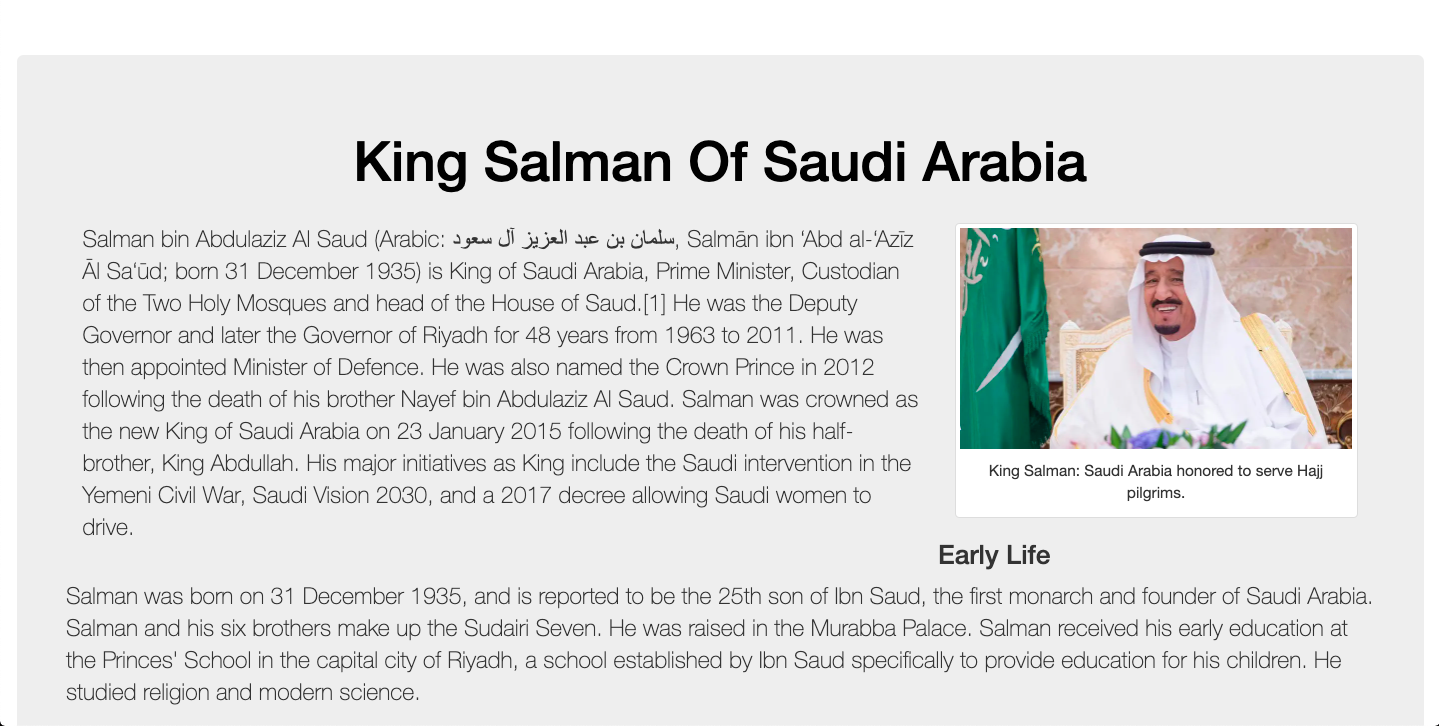 King Salman Of Saudi Arabia
Salman bin Abdulaziz Al Saud (Arabic: سلمان بن عبد العزيز آل سعود, Salmān ibn ‘Abd al-‘Azīz
Āl Sa‘ūd; born 31 December 1935) is King of Saudi Arabia, Prime Minister, Custodian
of the Two Holy Mosques and head of the House of Saud.[1] He was the Deputy
Governor and later the Governor of Riyadh for 48 years from 1963 to 2011. He was
then appointed Minister of Defence. He was also named the Crown Prince in 2012
following the death of his brother Nayef bin Abdulaziz Al Saud. Salman was crowned as
the new King of Saudi Arabia on 23 January 2015 following the death of his half-
brother, King Abdullah. His major initiatives as King include the Saudi intervention in the
Yemeni Civil War, Saudi Vision 2030, and a 2017 decree allowing Saudi women to
drive.
King Salman: Saudi Arabia honored to serve Hajj
pilgrims.
Early Life
Salman was born on 31 December 1935, and is reported to be the 25th son of Ibn Saud, the first monarch and founder of Saudi Arabia.
Salman and his six brothers make up the Sudairi Seven. He was raised in the Murabba Palace. Salman received his early education at
the Princes' School in the capital city of Riyadh, a school established by Ibn Saud specifically to provide education for his children. He
studied religion and modern science.